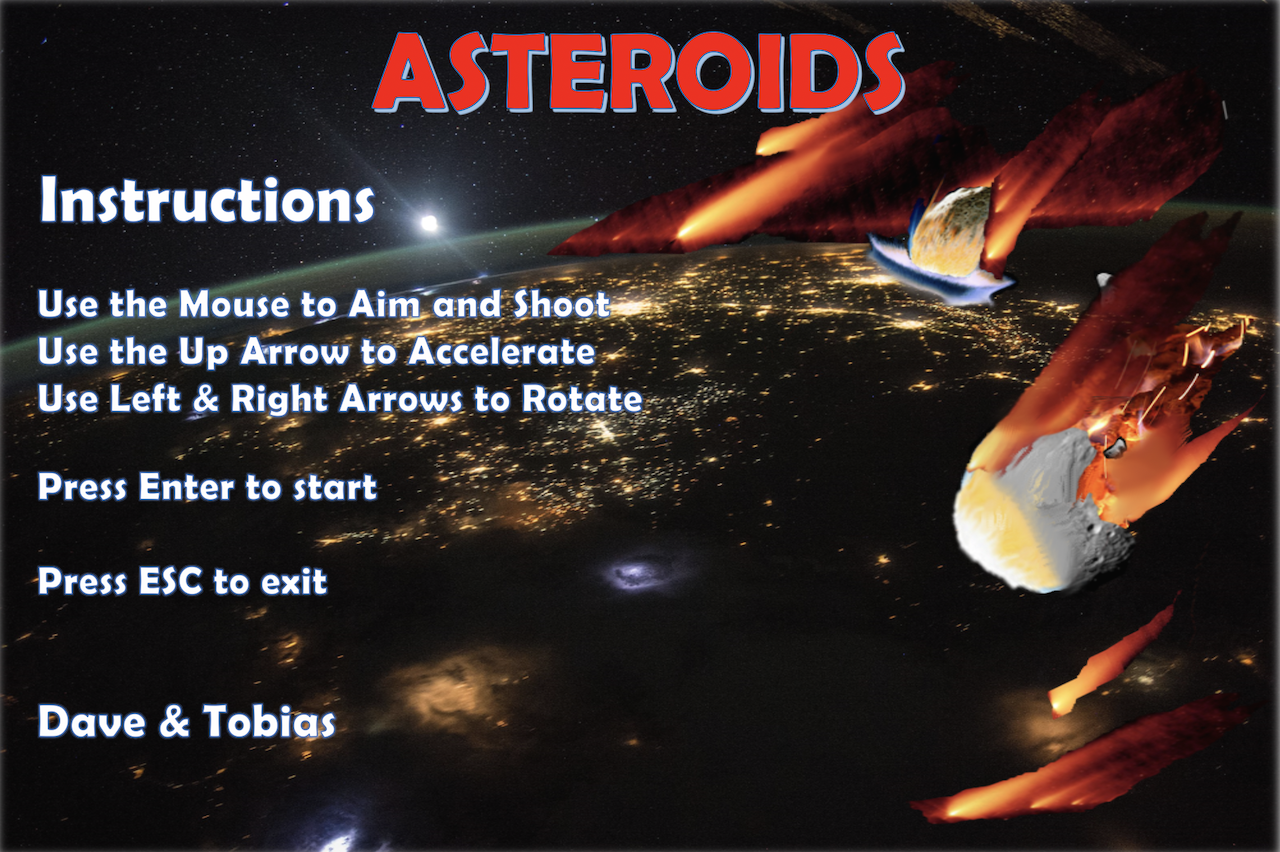 ASTEROIDS
Instructions
Use the Mouse to Aim and Shoot
Use the Up Arrow to Accelerate
Use Left & Right Arrows to Rotate
Press Enter to start
Press ESC to exit
Dave & Tobias